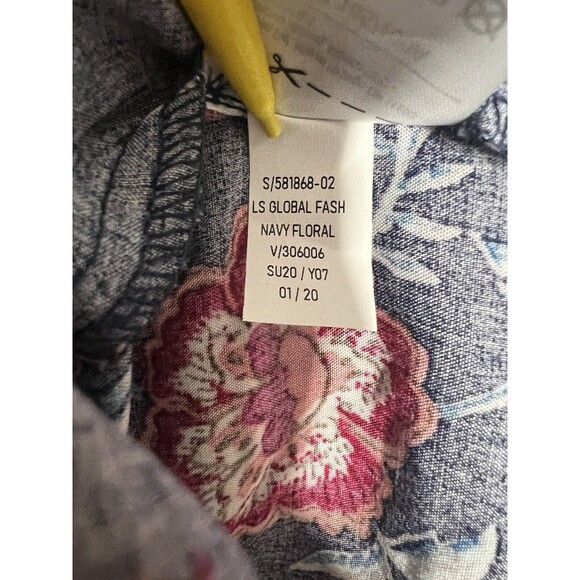 S/581868-02
LS GLOBAL FASH
NAVY FLORAL
V/306006
SU20 / Y07
01 / 20